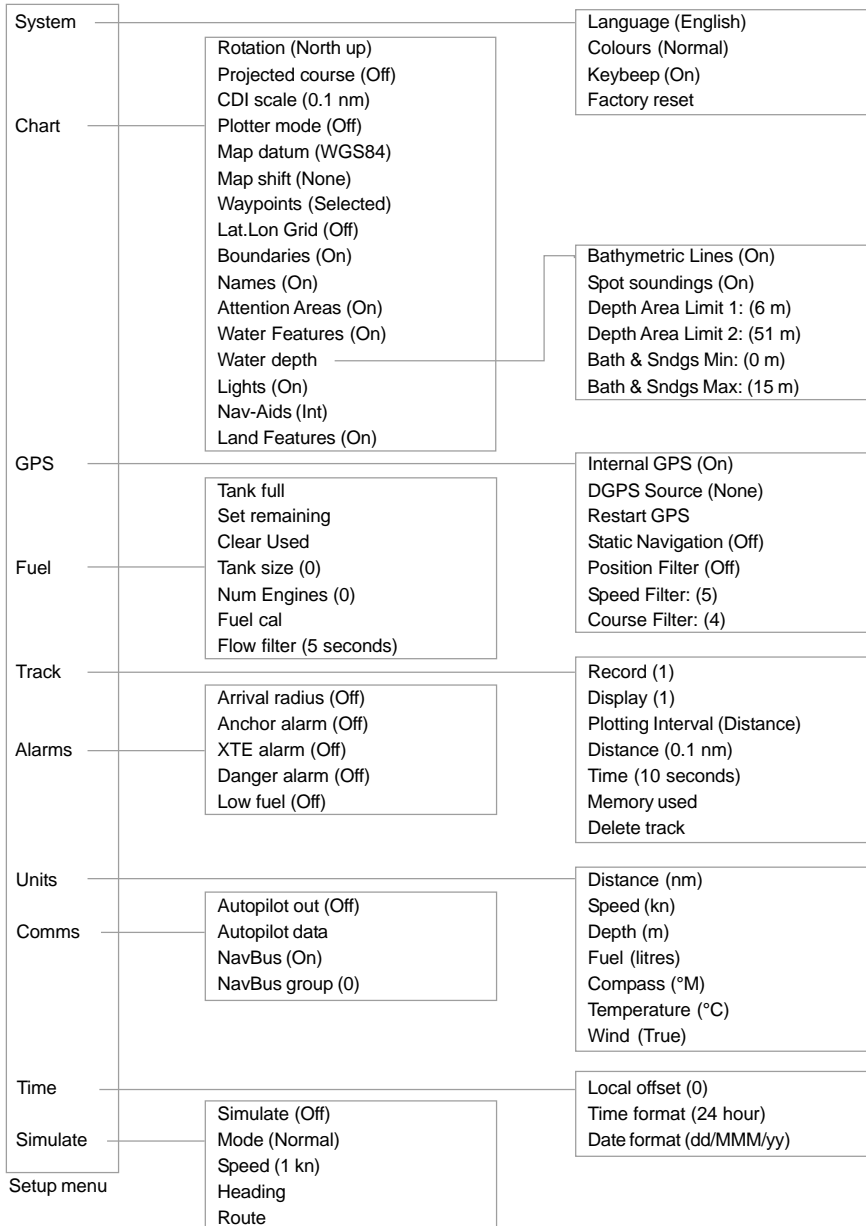 System
Language (English)
Colours (Normal)
Keybeep (On)
Factory reset
Chart
Rotation (North up)
Projected course (Off)
CDI scale (0.1 nm)
Plotter mode (Off)
Map datum (WGS84)
Map shift (None)
Waypoints (Selected)
Lat.Lon Grid (Off)
Boundaries (On)
Names (On)
Attention Areas (On)
Water Features (On)
Water depth
Lights (On)
Nav-Aids (Int)
Land Features (On)
Bathymetric Lines (On)
Spot soundings (On)
Depth Area Limit 1: (6 m)
Depth Area Limit 2: (51 m)
Bath & Sndgs Min: (0 m)
Bath & Sndgs Max: (15 m)
GPS
Internal GPS (On)
DGPS Source (None)
Restart GPS
Static Navigation (Off)
Position Filter (Off)
Speed Filter: (5)
Course Filter: (4)
Fuel
Tank full
Set remaining
Clear Used
Tank size (0)
Num Engines (0)
Fuel cal
Flow filter (5 seconds)
Track
Record (1)
Display (1)
Plotting Interval (Distance)
Distance (0.1 nm)
Time (10 seconds)
Memory used
Delete track
Alarms
Arrival radius (Off)
Anchor alarm (Off)
XTE alarm (Off)
Danger alarm (Off)
Low fuel (Off)
Units
Distance (nm)
Speed (kn)
Depth (m)
Fuel (litres)
Compass (°M)
Temperature (°C)
Wind (True)
Comms
Autopilot out (Off)
Autopilot data
NavBus (On)
NavBus group (0)
Time
Local offset (0)
Time format (24 hour)
Date format (dd/MMM/yy)
Simulate
Simulate (Off)
Mode (Normal)
Speed (1 kn)
Heading
Route
Setup menu